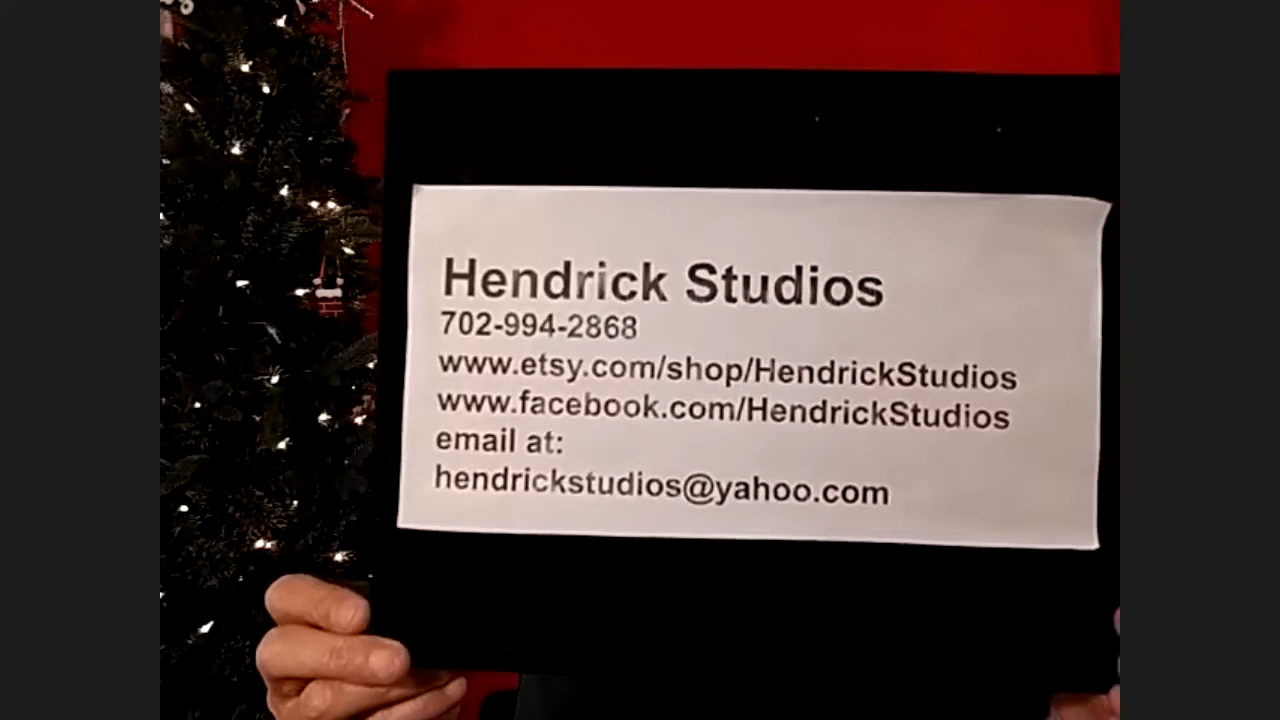 Hendrick Studios
702-994-2868
www.etsy.com/shop/HendrickStudios
www.facebook.com/HendrickStudios
email at:
hendrickstudios@yahoo.com